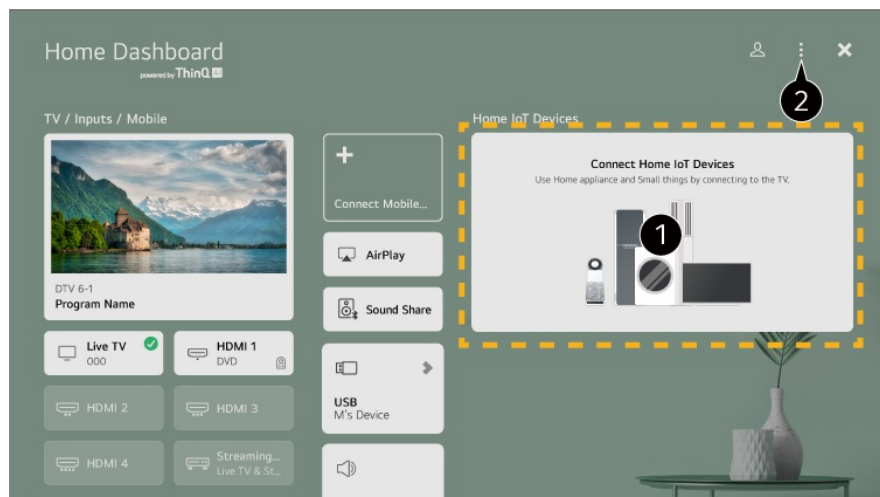 Home Dashboard
powered by ThinQ AI
2
TV / Inputs / Mobile
Home IoT Devices
DTV 6-1
Program Name
Live TV
000
HDMI 1
DVD
HDMI 2
HDMI 3
HDMI 4
Streaming...
Live TV & St...
+
Connect Mobile...
AirPlay
Sound Share
USB
M's Device
Connect Home IoT Devices
Use Home appliance and Small things by connecting to the TV.
1